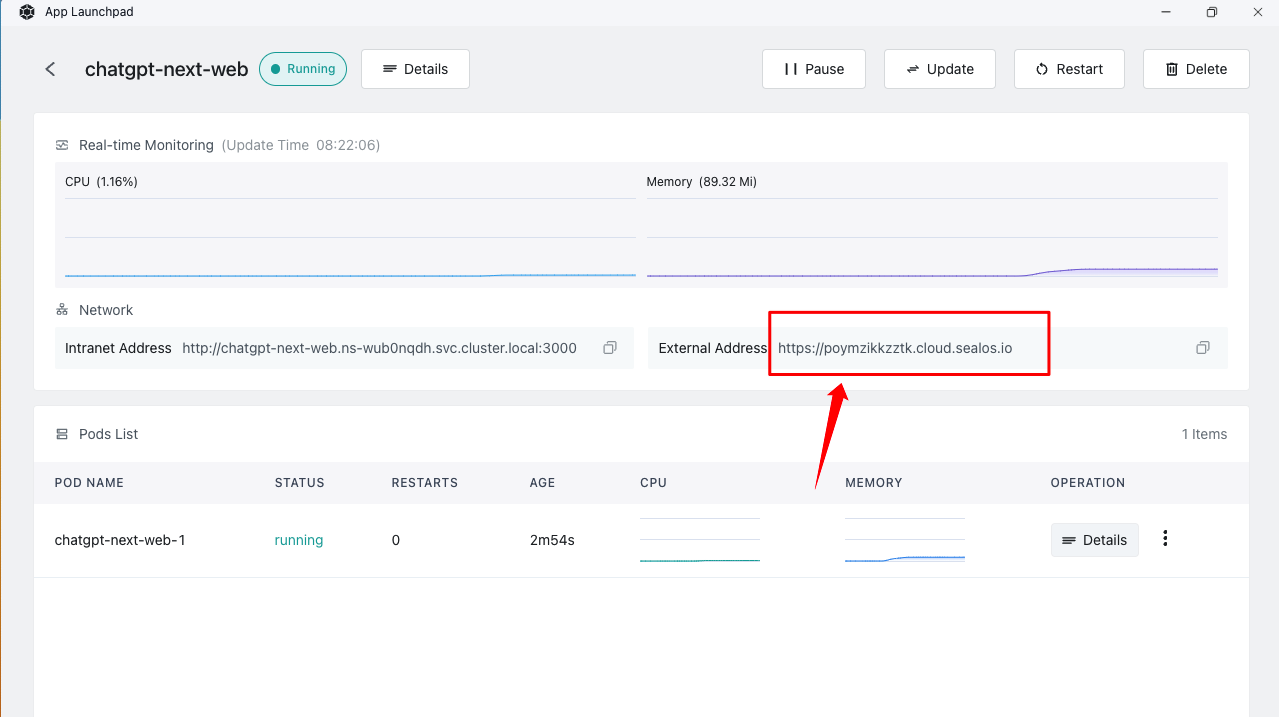 App Launchpad
chatgpt-next-web Running Details Pause Update Restart Delete
Real-time Monitoring (Update Time 08:22:06)
CPU (1.16%) Memory (89.32 Mi)
Network
Intranet Address http://chatgpt-next-web.ns-wub0nqdh.svc.cluster.local:3000 External Address https://poymzikkzztk.cloud.sealos.io
Pods List 1 Items
POD NAME STATUS RESTARTS AGE CPU MEMORY OPERATION
chatgpt-next-web-1 running 0 2m54s Details